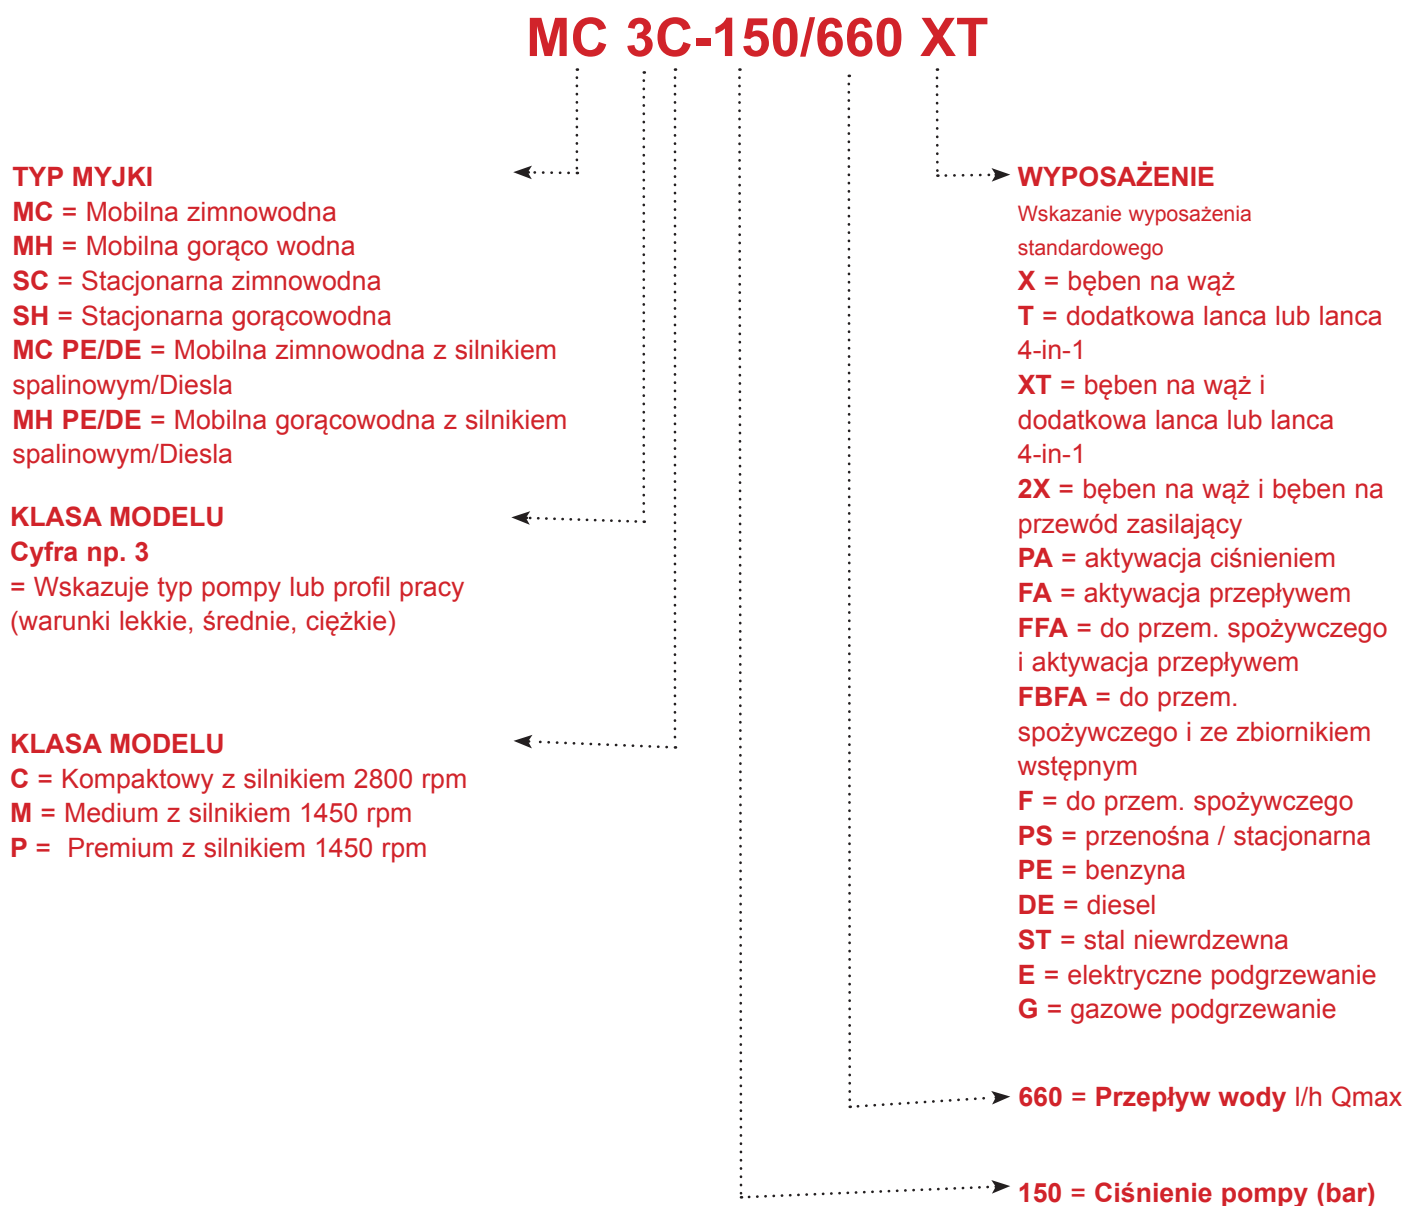 MC 3C-150/660 XT
TYP MYJKI
MC = Mobilna zimnowodna
MH = Mobilna gorąco wodna
SC = Stacjonarna zimnowodna
SH = Stacjonarna gorącowodna
MC PE/DE = Mobilna zimnowodna z silnikiem
spalinowym/Diesla
MH PE/DE = Mobilna gorącowodna z silnikiem
spalinowym/Diesla
KLASA MODELU
Cyfra np. 3
= Wskazuje typ pompy lub profil pracy
(warunki lekkie, średnie, ciężkie)
KLASA MODELU
C = Kompaktowy z silnikiem 2800 rpm
M = Medium z silnikiem 1450 rpm
P = Premium z silnikiem 1450 rpm
WYPOSAŻENIE
Wskazanie wyposażenia
standardowego
X = bęben na wąż
T = dodatkowa lanca lub lanca
4-in-1
XT = bęben na wąż i
dodatkowa lanca lub lanca
4-in-1
2X = bęben na wąż i bęben na
przewód zasilający
PA = aktywacja ciśnieniem
FA = aktywacja przepływem
FFA = do przem. spożywczego
i aktywacja przepływem
FBFA = do przem.
spożywczego i ze zbiornikiem
wstępnym
F = do przem. spożywczego
PS = przenośna / stacjonarna
PE = benzyna
DE = diesel
ST = stal niewrdzewna
E = elektryczne podgrzewanie
G = gazowe podgrzewanie
660 = Przepływ wody l/h Qmax
150 = Ciśnienie pompy (bar)